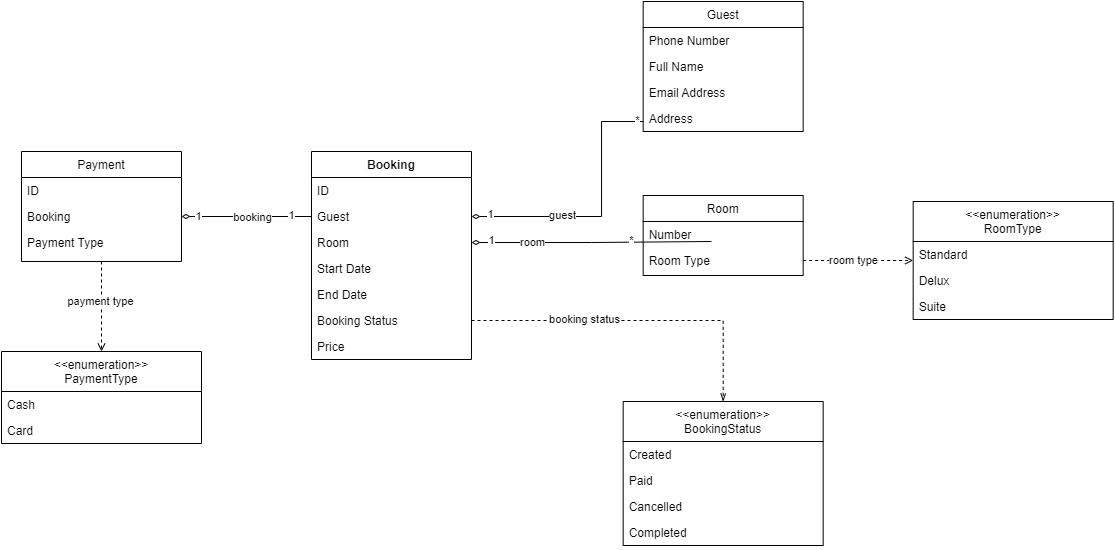 Guest
Phone Number
Full Name
Email Address
Address
*
Payment
ID
Booking
Payment Type
1
booking
1
Booking
ID
Guest
Room
Start Date
End Date
Booking Status
Price
1
guest
1
room
*
Room
Number
Room Type
room type
<<enumeration>>
RoomType
Standard
Delux
Suite
payment type
<<enumeration>>
PaymentType
Cash
Card
booking status
<<enumeration>>
BookingStatus
Created
Paid
Cancelled
Completed